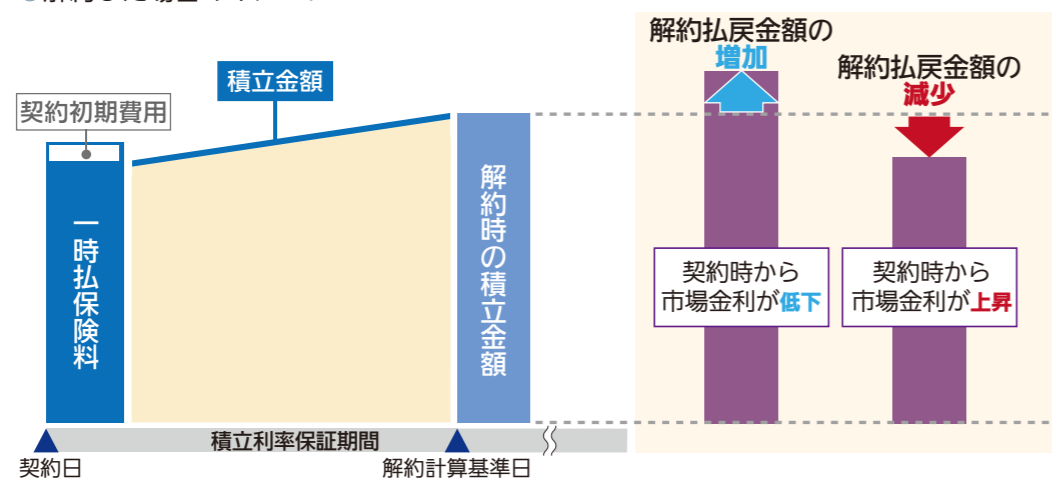 解約払戻金額の
増加
解約払戻金額の
減少
積立金額
契約初期費用
一時払保険料
解約時の積立金額
契約時から
市場金利が低下
契約時から
市場金利が上昇
積立利率保証期間
契約日
解約計算基準日